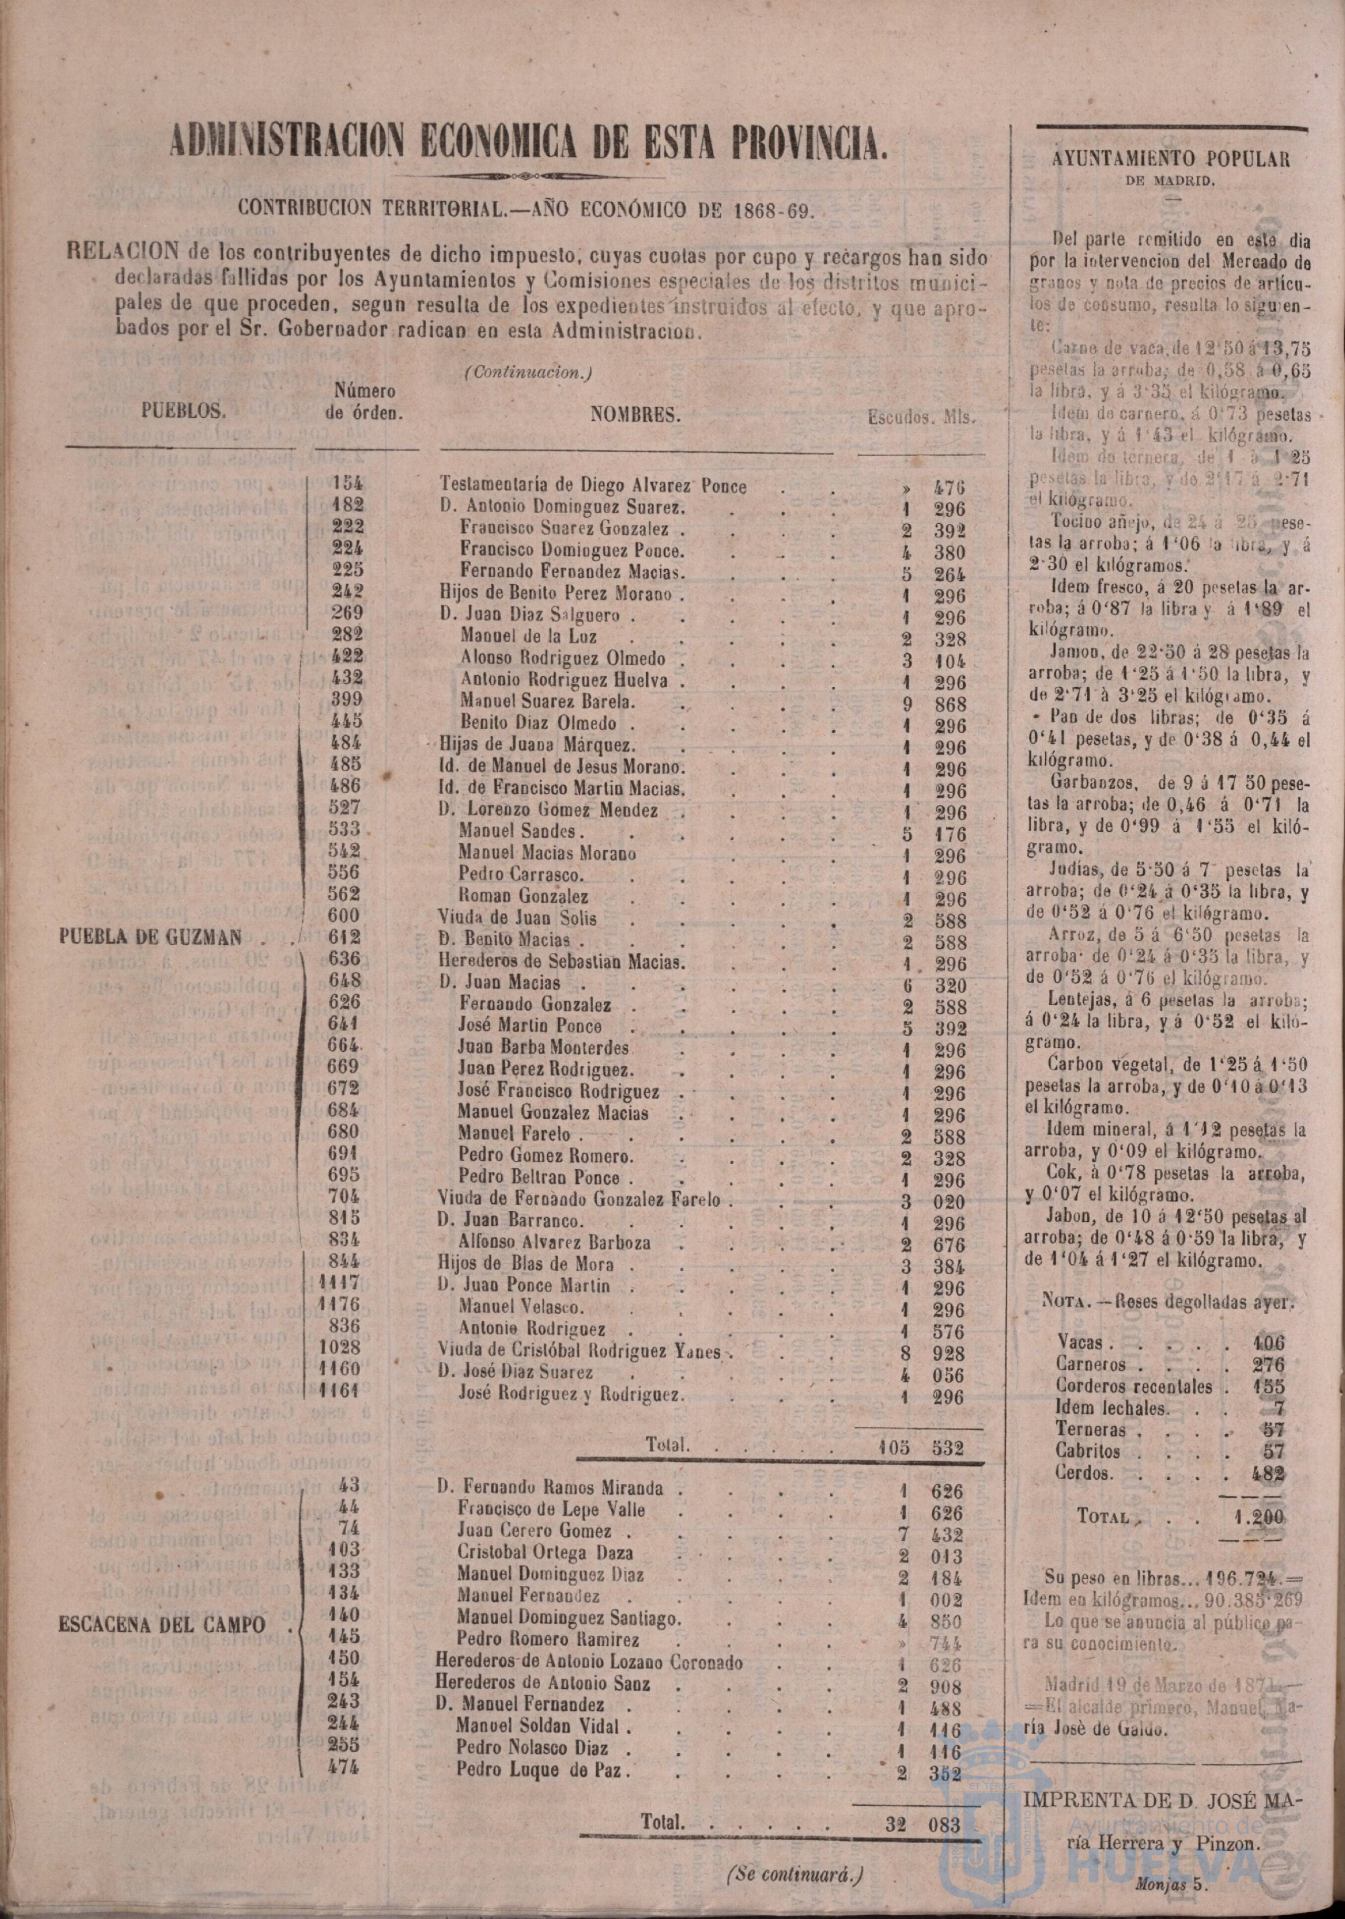 ADMINISTRACION ECONOMICA DE ESTA PROVINCIA.
CONTRIBUCION TERRITORIAL.—AÑO ECONÓMICO DE 1868-69.
RELACION de los contribuyentes de dicho impuesto, cuyas cuotas por cupo y recargos han sido
declaradas fallidas por los Ayuntamientos y Comisiones especiales de los distritos munici-
pales de que proceden, segun resulta de los expedientes instruidos al efecto, y que apro-
bados por el Sr. Gobernador radican en esta Administracion.
(Continuacion.)
PUEBLOS. Número de órden. NOMBRES. Escudos. Mls.
PUEBLA DE GUZMAN . .
154 Testamentaría de Diego Alvarez Ponce . . » 476
182 D. Antonio Dominguez Suarez. . . . 1 296
222 Francisco Suarez Gonzalez . . . . 2 392
224 Francisco Dominguez Ponce. . . . 4 380
225 Fernando Fernandez Macias. . . . 5 264
242 Hijos de Benito Perez Morano . . . . 1 296
269 D. Juan Diaz Salguero . . . . . 1 296
282 Manuel de la Luz . . . . . 2 328
422 Alonso Rodriguez Olmedo . . . . 3 104
432 Antonio Rodriguez Huelva . . . . 1 296
399 Manuel Suarez Barela. . . . . 9 868
445 Benito Diaz Olmedo . . . . . 1 296
484 Hijas de Juana Márquez. . . . . 1 296
485 Id. de Manuel de Jesus Morano. . . . 1 296
486 Id. de Francisco Martin Macias. . . . 1 296
527 D. Lorenzo Gomez Mendez . . . . 1 296
533 Manuel Sandes . . . . . . 5 176
542 Manuel Macias Morano . . . 1 296
556 Pedro Carrasco. . . . . . 1 296
562 Roman Gonzalez . . . . . 1 296
600 Viuda de Juan Solis . . . . . 2 588
612 D. Benito Macias . . . . . . 2 588
636 Herederos de Sebastian Macias. . . . 1 296
648 D. Juan Macias . . . . . . 6 320
626 Fernando Gonzalez . . . . . 2 588
641 José Martin Ponce . . . . . 5 392
664 Juan Barba Monterdes . . . . 1 296
669 Juan Perez Rodriguez. . . . . 1 296
672 José Francisco Rodriguez . . . . 1 296
684 Manuel Gonzalez Macias . . . . 1 296
680 Manuel Farelo . . . . . . 2 588
691 Pedro Gomez Romero. . . . . 2 328
695 Pedro Beltran Ponce . . . . . 1 296
704 Viuda de Fernando Gonzalez Farelo . . . 3 020
815 D. Juan Barranco. . . . . . 1 296
834 Alfonso Alvarez Barboza . . . . 2 676
844 Hijos de Blas de Mora . . . . . 3 384
1117 D. Juan Ponce Martin . . . . . 1 296
1176 Manuel Velasco. . . . . . 1 296
836 Antonio Rodriguez . . . . . 1 576
1028 Viuda de Cristóbal Rodriguez Yanes . . . 8 928
1160 D. José Diaz Suarez . . . . . 4 056
1161 José Rodriguez y Rodriguez. . . . 1 296
Total. . . . . . 105 532
ESCACENA DEL CAMPO .
43 D. Fernando Ramos Miranda . . . . 1 626
44 Francisco de Lepe Valle . . . . 1 626
74 Juan Cerero Gomez . . . . . 7 432
103 Cristobal Ortega Daza . . . . 2 013
133 Manuel Dominguez Diaz . . . . 2 184
134 Manuel Fernandez . . . . . 1 002
140 Manuel Dominguez Santiago. . . . 4 850
145 Pedro Romero Ramirez . . . . » 744
150 Herederos de Antonio Lozano Coronado . . 1 626
154 Herederos de Antonio Sanz . . . . 2 908
243 D. Manuel Fernandez . . . . . 1 488
244 Manuel Soldan Vidal . . . . . 1 116
255 Pedro Nolasco Diaz . . . . . 1 116
474 Pedro Luque de Paz . . . . . 2 352
Total. . . . . . 32 083
(Se continuará.)
AYUNTAMIENTO POPULAR
DE MADRID.
Del parte remitido en este dia
por la intervencion del Mercado de
granos y nota de precios de artícu-
los de consumo, resulta lo siguien-
te:
Carne de vaca, de 12‘50 á 13,75
pesetas la arroba; de 0,58 á 0,65
la libra, y á 3‘35 el kilógramo.
Idem de carnero, á 0‘73 pesetas
la libra, y á 1‘43 el kilógramo.
Idem de ternera, de 1 á 1‘25
pesetas la libra, y de 2‘17 á 2‘71
el kilógramo.
Tocino añejo, de 24 á 25 pese-
tas la arroba; á 1‘06 la libra, y á
2‘30 el kilógramos.
Idem fresco, á 20 pesetas la ar-
roba; á 0‘87 la libra y á 1‘89 el
kilógramo.
Jamon, de 22‘50 á 28 pesetas la
arroba; de 1‘25 á 1‘50 la libra, y
de 2‘71 à 3‘25 el kilógramo.
Pan de dos libras; de 0‘35 á
0‘41 pesetas, y de 0‘38 á 0,44 el
kilógramo.
Garbanzos, de 9 á 17 50 pese-
tas la arroba; de 0,46 á 0‘71 la
libra, y de 0‘99 á 1‘55 el kiló-
gramo.
Judías, de 5‘50 á 7 pesetas la
arroba; de 0‘24 á 0‘35 la libra, y
de 0‘52 á 0‘76 el kilógramo.
Arroz, de 5 á 6‘50 pesetas la
arroba· de 0‘24 á 0‘35 la libra, y
de 0‘52 á 0‘76 el kilógramo.
Lentejas, á 6 pesetas la arroba;
á 0‘24 la libra, y á 0‘52 el kiló-
gramo.
Carbon vegetal, de 1‘25 á 1‘50
pesetas la arroba, y de 0‘10 á 0‘13
el kilógramo.
Idem mineral, á 1‘12 pesetas la
arroba, y 0‘09 el kilógramo.
Cok, à 0‘78 pesetas la arroba,
y 0‘07 el kilógramo.
Jabon, de 10 á 12‘50 pesetas al
arroba; de 0‘48 á 0‘59 la libra, y
de 1‘04 á 1‘27 el kilógramo.
NOTA. — Reses degolladas ayer.
Vacas . . . . . 106
Carneros . . . . 276
Corderos recentales . 155
Idem lechales. . . 7
Terneras . . . . 57
Cabritos . . . . 57
Cerdos. . . . . 482
TOTAL . . . 1.200
Su peso en libras... 196.724.=
Idem en kilógramos... 90.385‘269
Lo que se anuncia al público pa-
ra su conocimiento.
Madrid 19 de Marzo de 1871.—
=El alcalde primero, Manuel, Ma-
ría Josè de Galdo.
IMPRENTA DE D. JOSÉ MA-
ría Herrera y Pinzon.
Monjas 5.
Ayuntamiento de
HUELVA